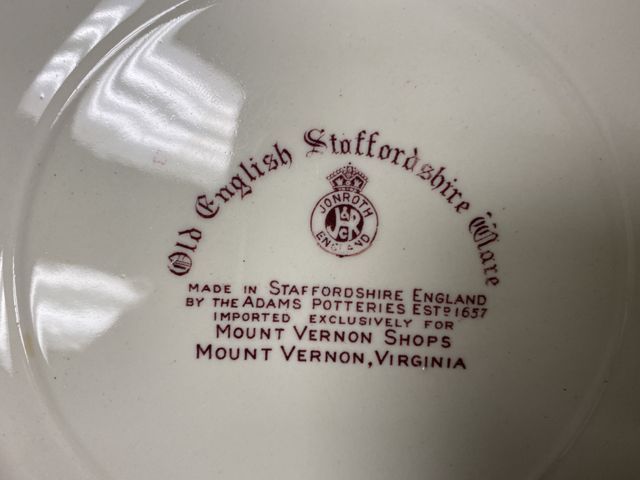 Old English Staffordshire Ware
JONROTH
J&R
Co
ENGLAND
MADE IN STAFFORDSHIRE ENGLAND
BY THE ADAMS POTTERIES ESTD 1657
IMPORTED EXCLUSIVELY FOR
MOUNT VERNON SHOPS
MOUNT VERNON, VIRGINIA